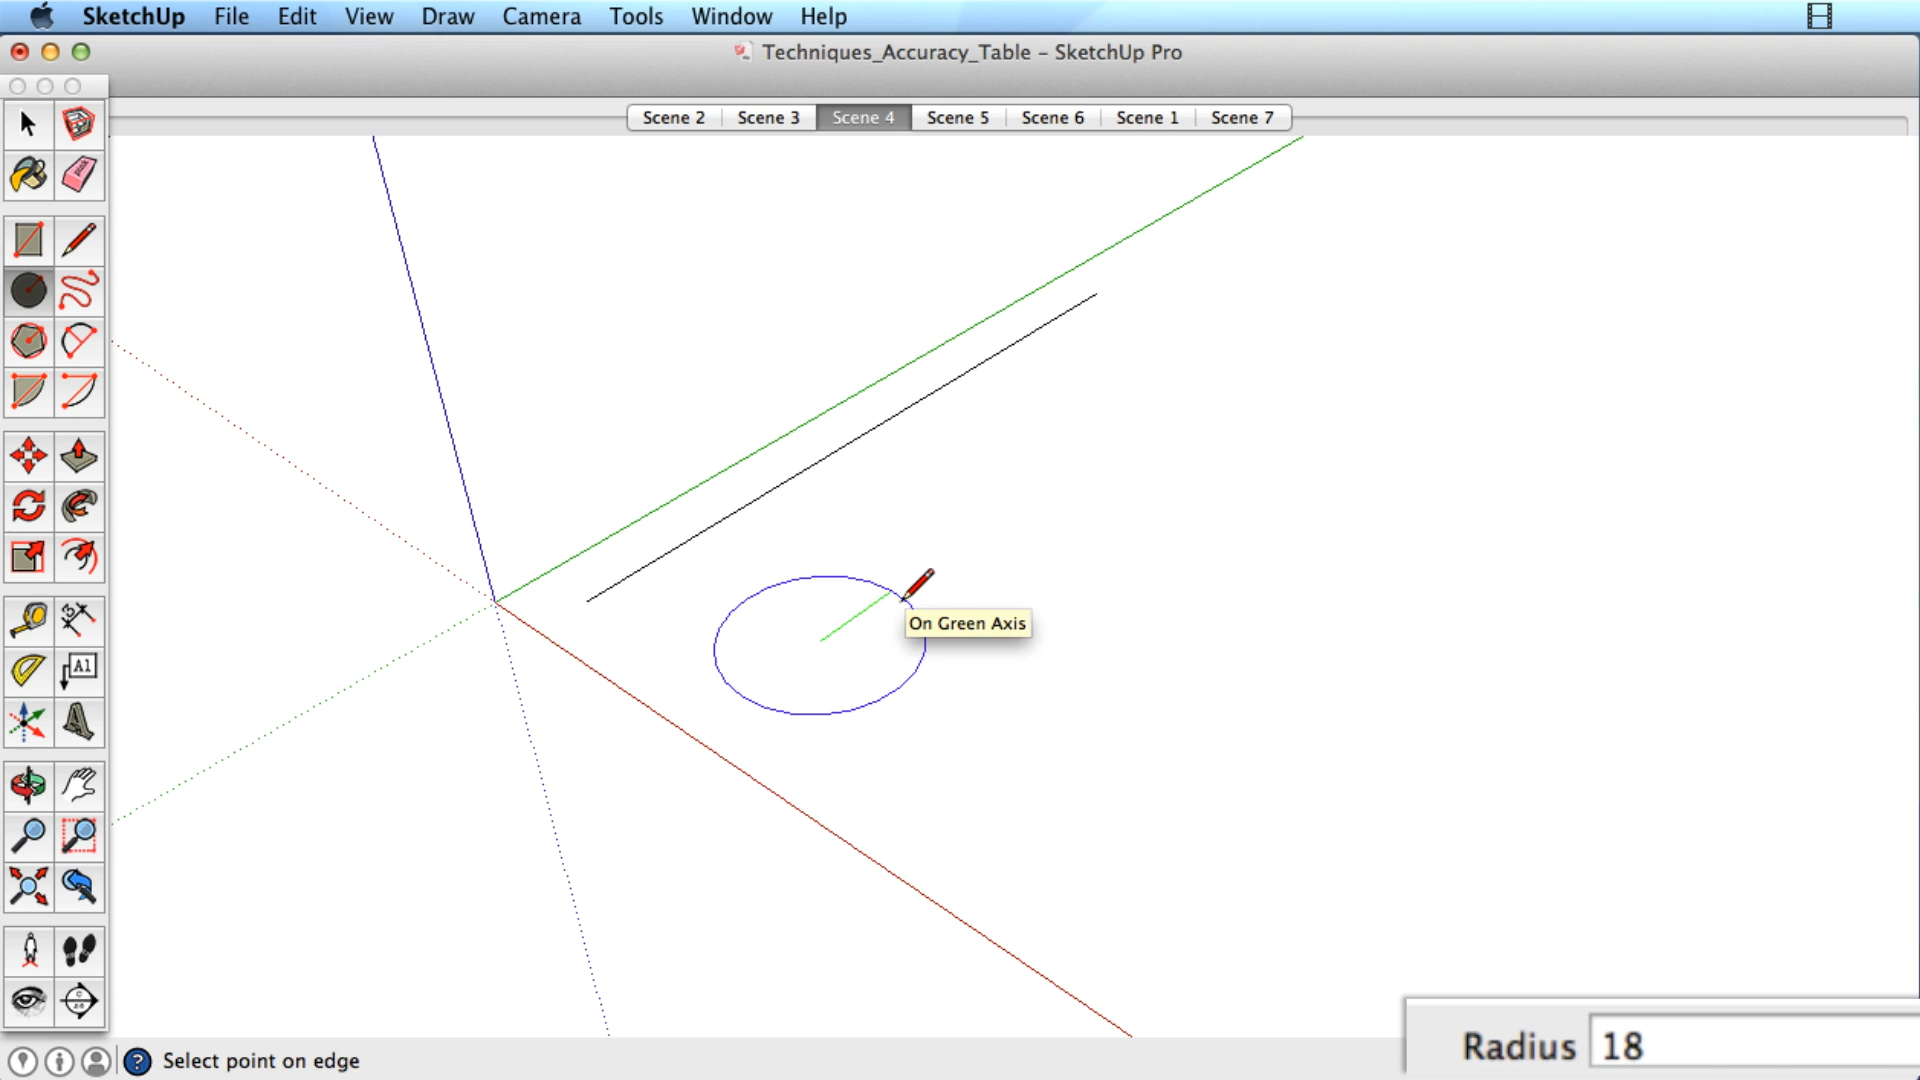 SketchUp File Edit View Draw Camera Tools Window Help
Techniques_Accuracy_Table – SketchUp Pro
Scene 2 Scene 3 Scene 4 Scene 5 Scene 6 Scene 1 Scene 7
On Green Axis
A1
Select point on edge
Radius 18